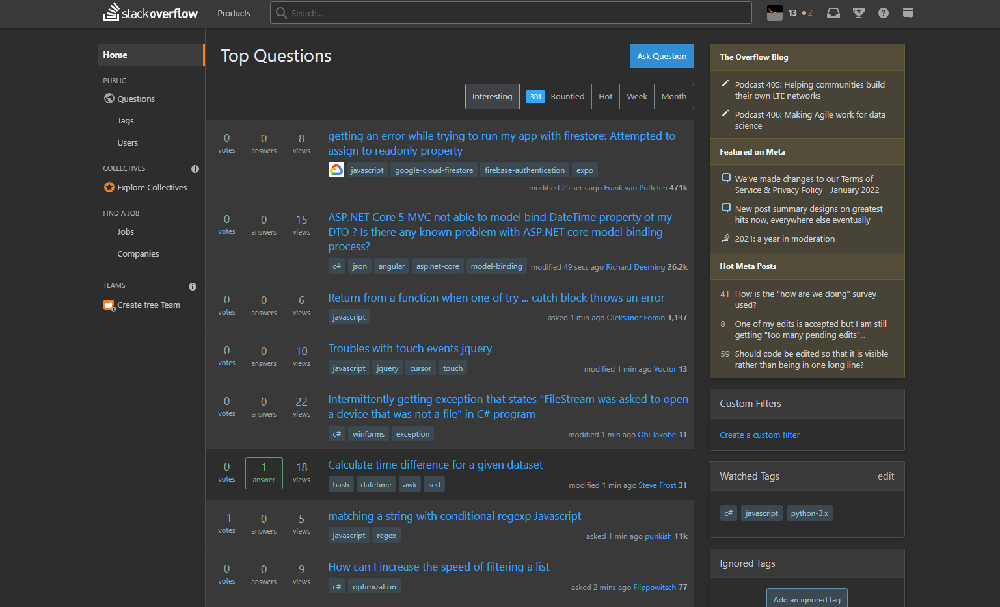 stackoverflow
Products
Search...
13 2
Home
PUBLIC
Questions
Tags
Users
COLLECTIVES
Explore Collectives
FIND A JOB
Jobs
Companies
TEAMS
Create free Team
Top Questions
Ask Question
Interesting
301 Bountied
Hot
Week
Month
0 votes
0 answers
8 views
getting an error while trying to run my app with firestore: Attempted to
assign to readonly property
javascript google-cloud-firestore firebase-authentication expo
modified 25 secs ago Frank van Puffelen 471k
0 votes
0 answers
15 views
ASP.NET Core 5 MVC not able to model bind DateTime property of my
DTO ? Is there any known problem with ASP.NET core model binding
process?
c# json angular asp.net-core model-binding
modified 49 secs ago Richard Deeming 26.2k
0 votes
0 answers
6 views
Return from a function when one of try ... catch block throws an error
javascript
asked 1 min ago Oleksandr Fomin 1,137
0 votes
0 answers
10 views
Troubles with touch events jquery
javascript jquery cursor touch
modified 1 min ago Voctor 13
0 votes
0 answers
22 views
Intermittently getting exception that states "FileStream was asked to open
a device that was not a file" in C# program
c# winforms exception
modified 1 min ago Obi Jakobe 11
0 votes
1 answer
18 views
Calculate time difference for a given dataset
bash datetime awk sed
modified 1 min ago Steve Frost 31
-1 votes
0 answers
5 views
matching a string with conditional regexp Javascript
javascript regex
asked 1 min ago punkish 11k
0 votes
0 answers
9 views
How can I increase the speed of filtering a list
c# optimization
asked 2 mins ago Flippowitsch 77
The Overflow Blog
Podcast 405: Helping communities build
their own LTE networks
Podcast 406: Making Agile work for data
science
Featured on Meta
We've made changes to our Terms of
Service & Privacy Policy - January 2022
New post summary designs on greatest
hits now, everywhere else eventually
2021: a year in moderation
Hot Meta Posts
41 How is the "how are we doing" survey
used?
8 One of my edits is accepted but I am still
getting "too many pending edits"...
59 Should code be edited so that it is visible
rather than being in one long line?
Custom Filters
Create a custom filter
Watched Tags edit
c# javascript python-3.x
Ignored Tags
Add an ignored tag